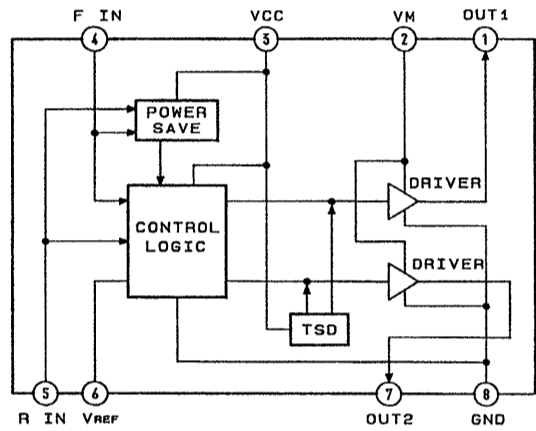 F IN VCC VM OUT1
4 3 2 1
POWER
SAVE
DRIVER
CONTROL
LOGIC
DRIVER
TSD
5 6 7 8
R IN VREF OUT2 GND